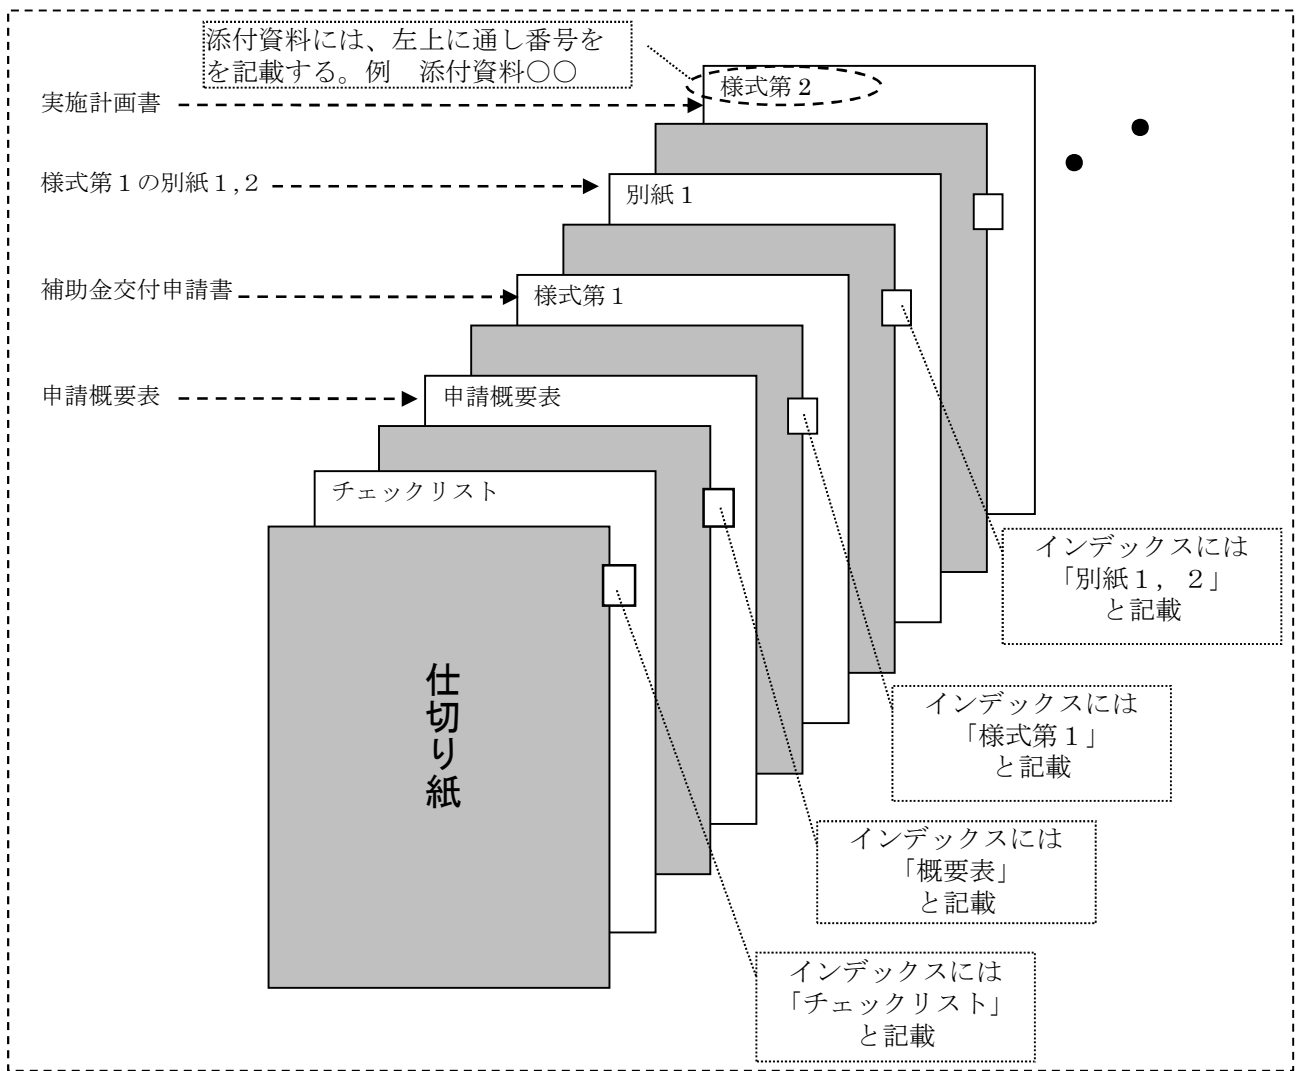 添付資料には、左上に通し番号を
を記載する。例　添付資料〇〇
様式第２
実施計画書
様式第１の別紙１,２
別紙１
補助金交付申請書
様式第１
申請概要表
申請概要表
チェックリスト
仕切り紙
インデックスには
「別紙１，２」
と記載
インデックスには
「様式第１」
と記載
インデックスには
「概要表」
と記載
インデックスには
「チェックリスト」
と記載